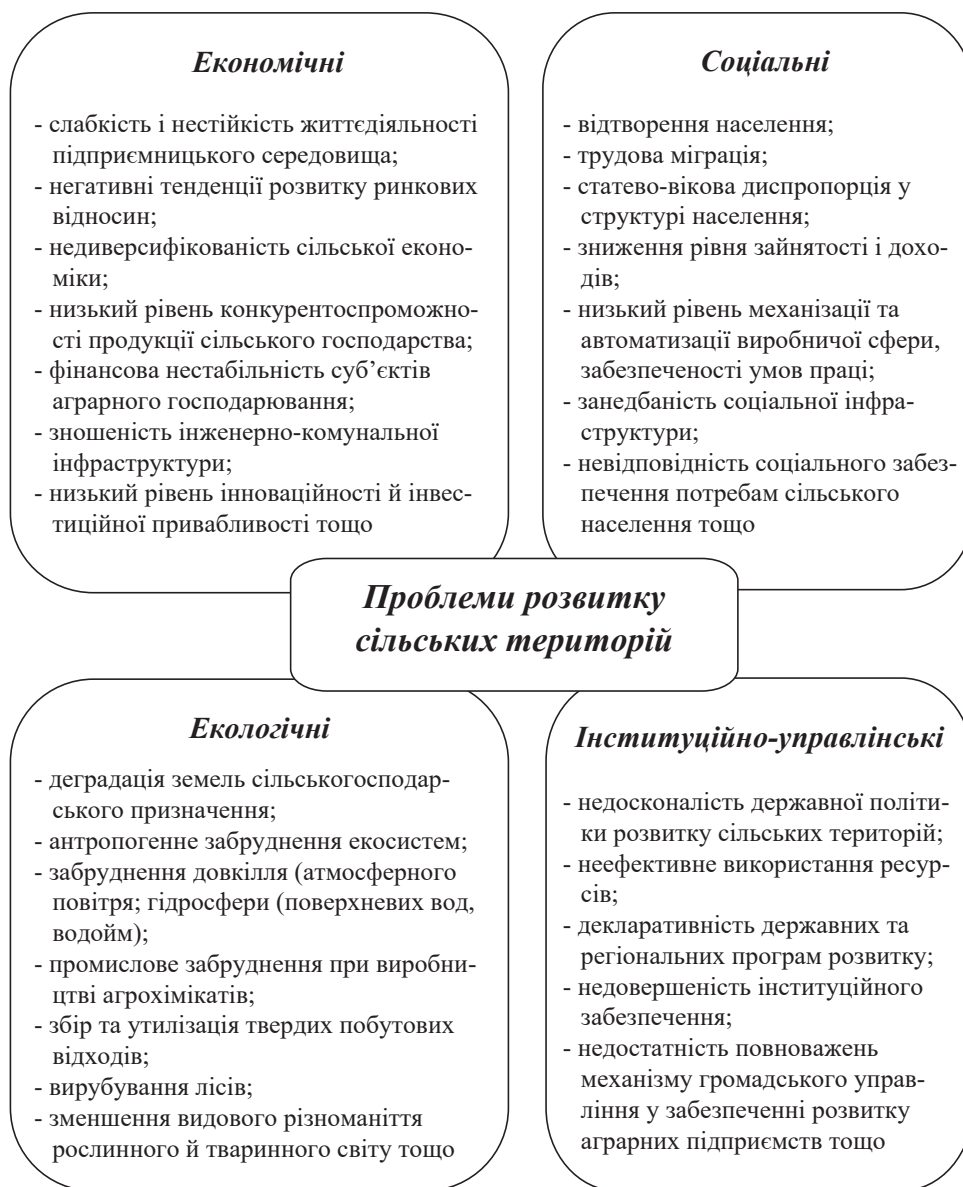 Економічні
- слабкість і нестійкість життєдіяльності
підприємницького середовища;
- негативні тенденції розвитку ринкових
відносин;
- недиверсифікованість сільської еконо-
міки;
- низький рівень конкурентоспроможно-
сті продукції сільського господарства;
- фінансова нестабільність суб’єктів
аграрного господарювання;
- зношеність інженерно-комунальної
інфраструктури;
- низький рівень інноваційності й інвес-
тиційної привабливості тощо
Соціальні
- відтворення населення;
- трудова міграція;
- статево-вікова диспропорція у
структурі населення;
- зниження рівня зайнятості і дохо-
дів;
- низький рівень механізації та
автоматизації виробничої сфери,
забезпеченості умов праці;
- занедбаність соціальної інфра-
структури;
- невідповідність соціального забез-
печення потребам сільського
населення тощо
Проблеми розвитку
сільських територій
Екологічні
- деградація земель сільськогосподар-
ського призначення;
- антропогенне забруднення екосистем;
- забруднення довкілля (атмосферного
повітря; гідросфери (поверхневих вод,
водойм);
- промислове забруднення при виробни-
цтві агрохімікатів;
- збір та утилізація твердих побутових
відходів;
- вирубування лісів;
- зменшення видового різноманіття
рослинного й тваринного світу тощо
Інституційно-управлінські
- недосконалість державної політи-
ки розвитку сільських територій;
- неефективне використання ресур-
сів;
- декларативність державних та
регіональних програм розвитку;
- недовершеність інституційного
забезпечення;
- недостатність повноважень
механізму громадського управ-
ління у забезпеченні розвитку
аграрних підприємств тощо